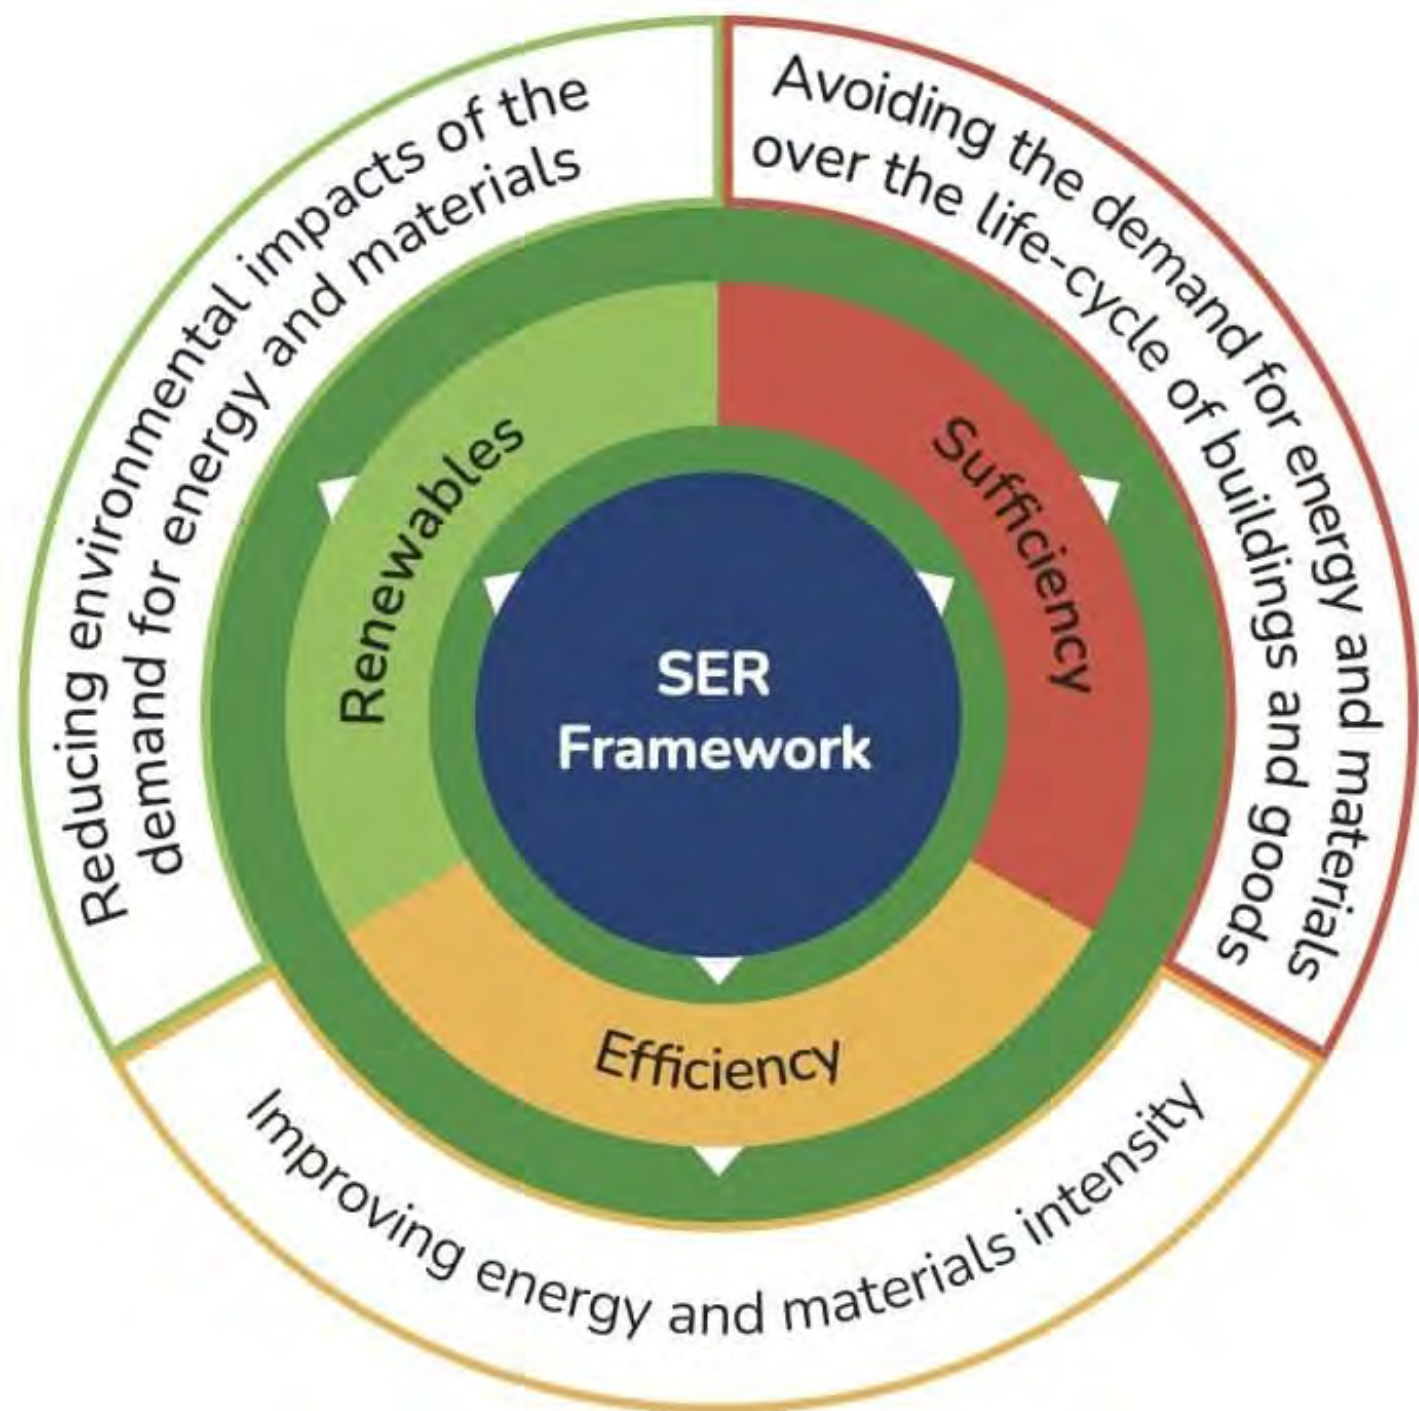 SER
Framework
Sufficiency
Avoiding the demand for energy and materials
over the life-cycle of buildings and goods
Efficiency
Improving energy and materials intensity
Renewables
Reducing environmental impacts of the
demand for energy and materials